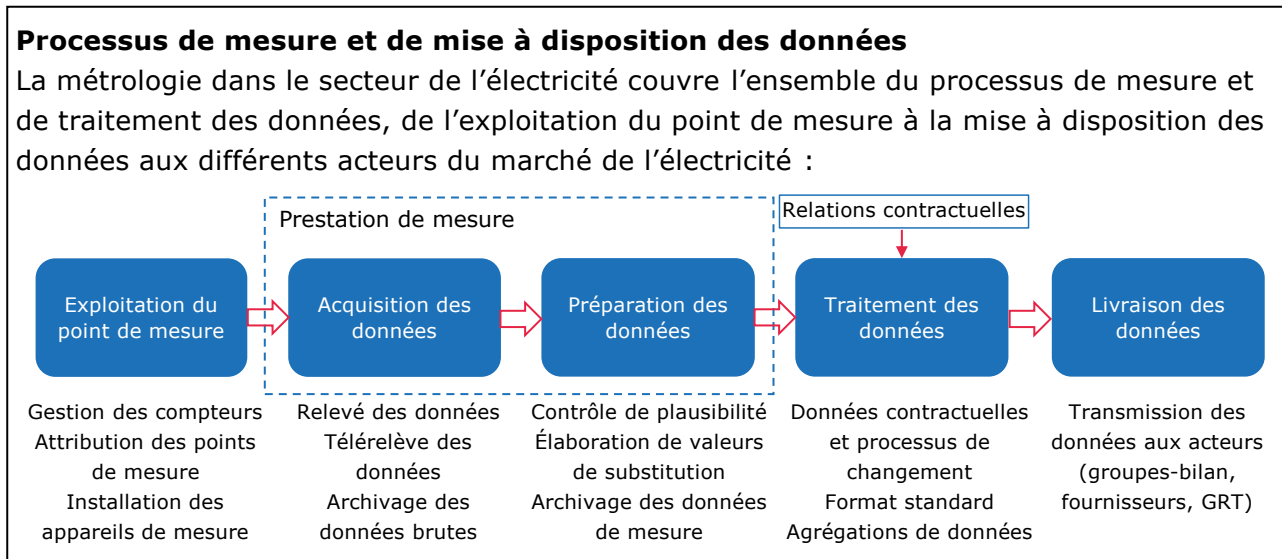 Processus de mesure et de mise à disposition des données
La métrologie dans le secteur de l’électricité couvre l’ensemble du processus de mesure et
de traitement des données, de l’exploitation du point de mesure à la mise à disposition des
données aux différents acteurs du marché de l’électricité :
Prestation de mesure
Relations contractuelles
Exploitation du
point de mesure
Acquisition des
données
Préparation des
données
Traitement des
données
Livraison des
données
Gestion des compteurs
Attribution des points
de mesure
Installation des
appareils de mesure
Relevé des données
Télérelève des
données
Archivage des
données brutes
Contrôle de plausibilité
Élaboration de valeurs
de substitution
Archivage des données
de mesure
Données contractuelles
et processus de
changement
Format standard
Agrégations de données
Transmission des
données aux acteurs
(groupes-bilan,
fournisseurs, GRT)